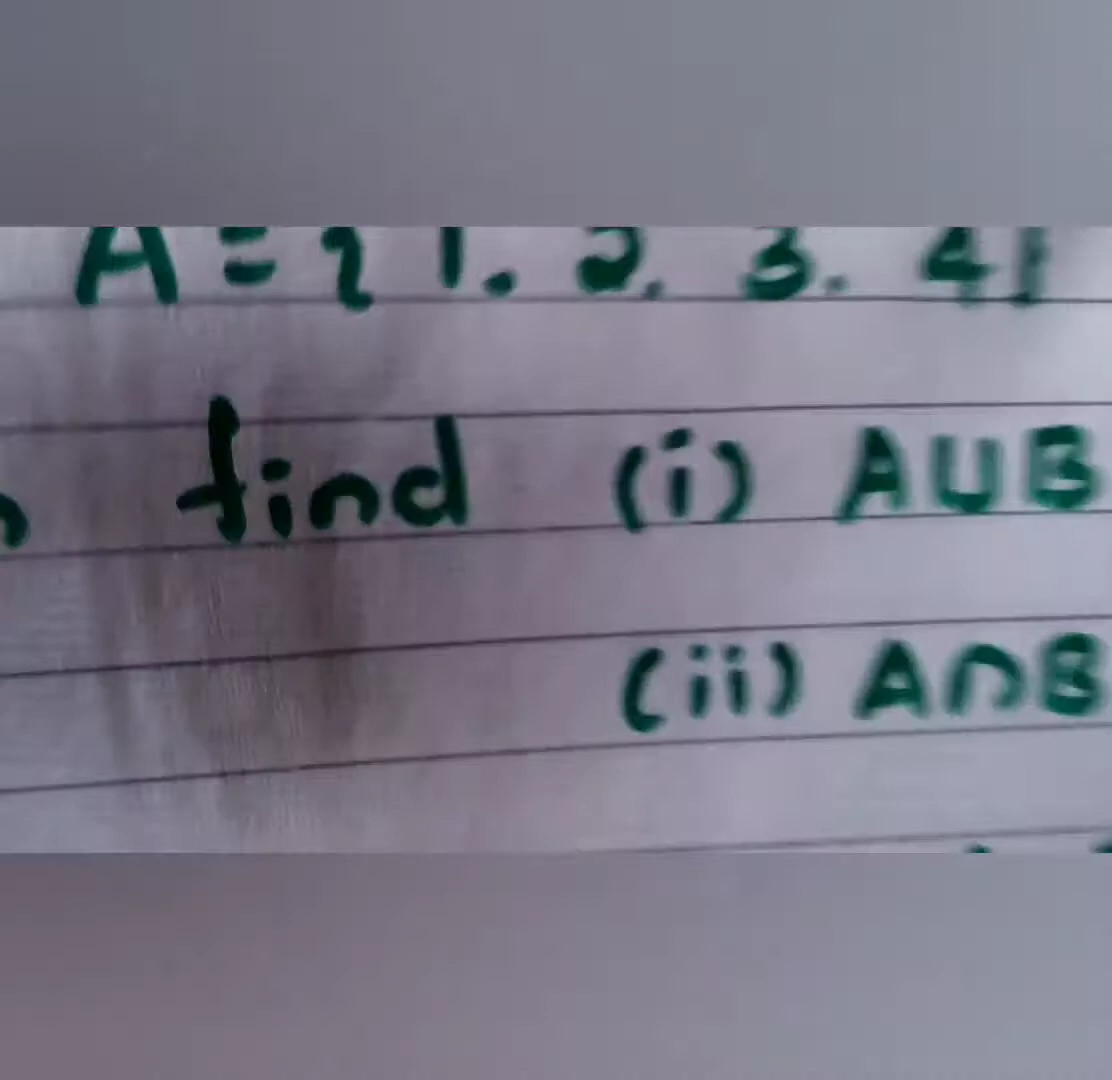 A = { 1, 2, 3, 4}
find (i) A∪B
(ii) A∩B